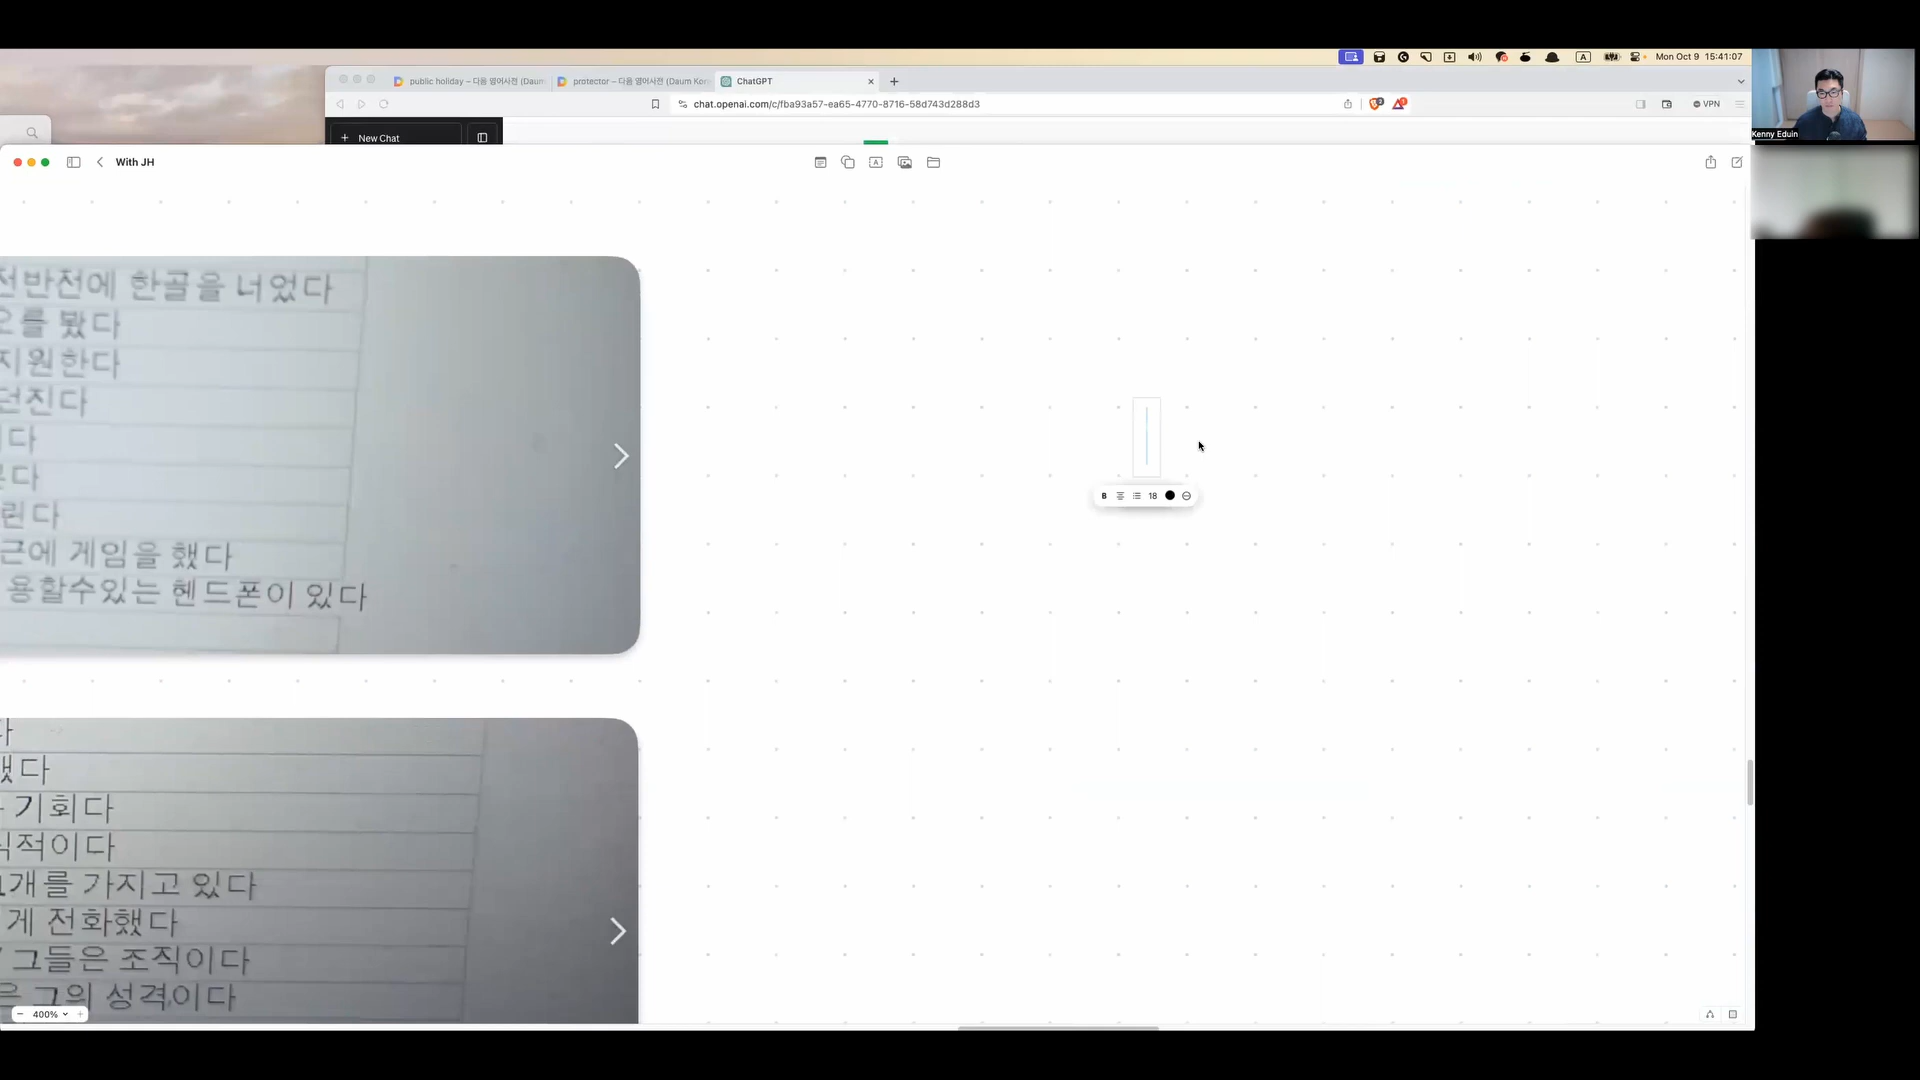 Mon Oct 9 15:41:07
public holiday – 다음 영어사전 (Daum
protector – 다음 영어사전 (Daum Kor
ChatGPT
chat.openai.com/c/fba93a57-ea65-4770-8716-58d743d288d3
VPN
New Chat
Kenny Eduin
With JH
전반전에 한골을 너었다
오를 봤다
지원한다
던진다
다
다
린다
근에 게임을 했다
용할수있는 헨드폰이 있다
B
18
다
했다
기회다
적이다
1개를 가지고 있다
게 전화했다
그들은 조직이다
은 그의 성격이다
400%